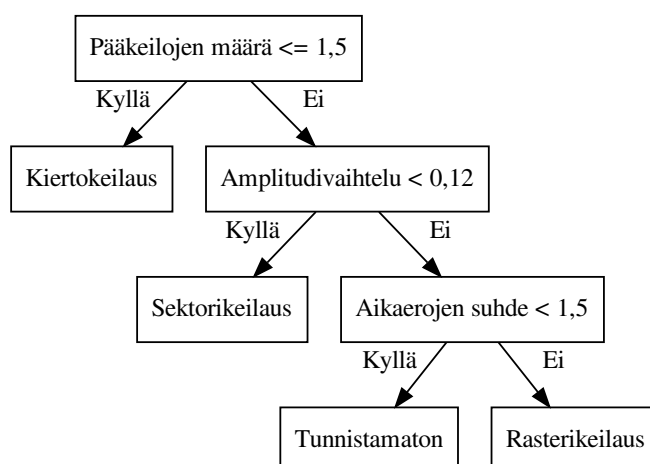 Pääkeilojen määrä <= 1,5
Kyllä
Ei
Kiertokeilaus
Amplitudivaihtelu < 0,12
Kyllä
Ei
Sektorikeilaus
Aikaerojen suhde < 1,5
Kyllä
Ei
Tunnistamaton
Rasterikeilaus